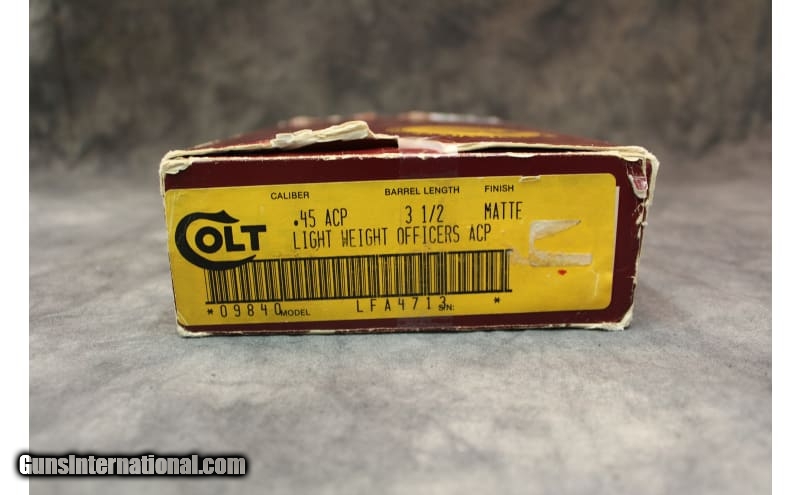 CALIBER BARREL LENGTH FINISH
.45 ACP 3 1/2 MATTE
COLT
LIGHT WEIGHT OFFICERS ACP
*09840 MODEL LFA4713 S/N: *
GunsInternational.com